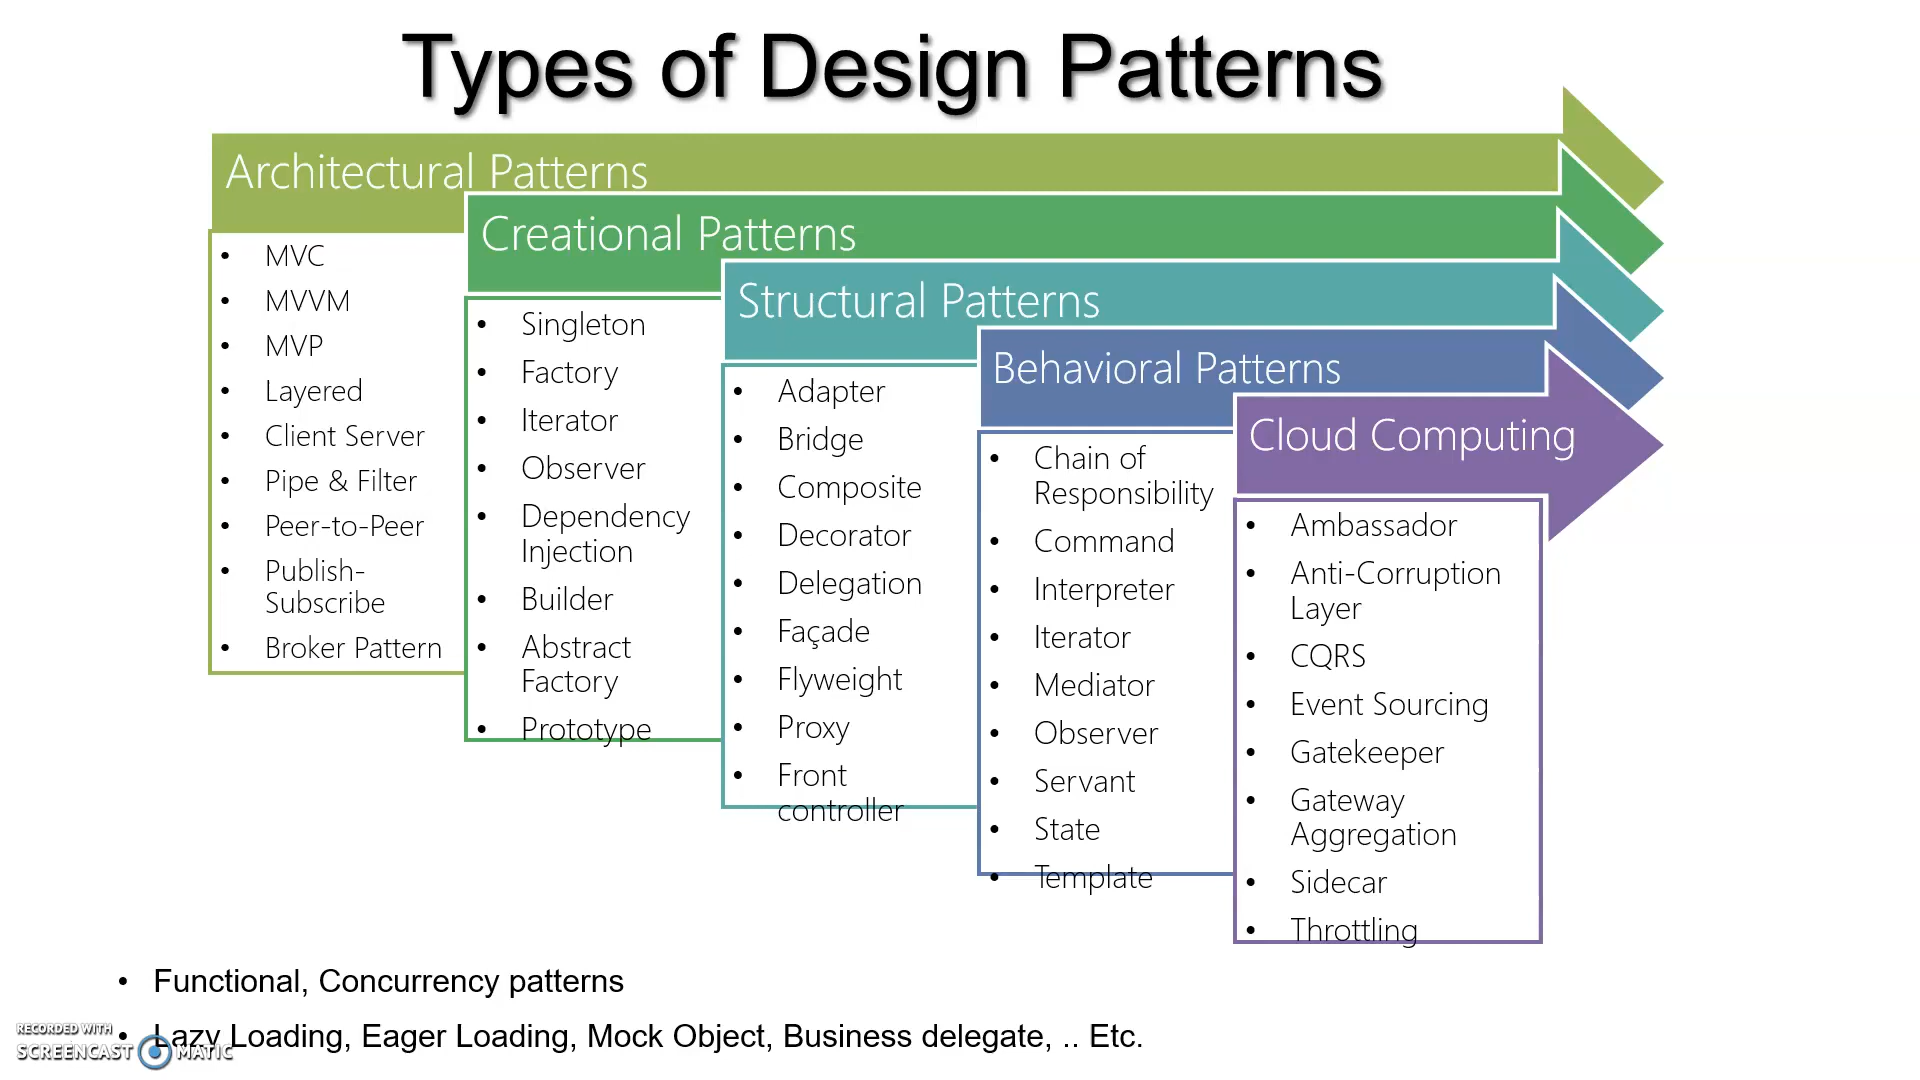 Types of Design Patterns
Architectural Patterns
• MVC
• MVVM
• MVP
• Layered
• Client Server
• Pipe & Filter
• Peer-to-Peer
• Publish-
Subscribe
• Broker Pattern
Creational Patterns
• Singleton
• Factory
• Iterator
• Observer
• Dependency
Injection
• Builder
• Abstract
Factory
• Prototype
Structural Patterns
• Adapter
• Bridge
• Composite
• Decorator
• Delegation
• Façade
• Flyweight
• Proxy
• Front
controller
Behavioral Patterns
• Chain of
Responsibility
• Command
• Interpreter
• Iterator
• Mediator
• Observer
• Servant
• State
• Template
Cloud Computing
• Ambassador
• Anti-Corruption
Layer
• CQRS
• Event Sourcing
• Gatekeeper
• Gateway
Aggregation
• Sidecar
• Throttling
• Functional, Concurrency patterns
• Lazy Loading, Eager Loading, Mock Object, Business delegate, .. Etc.
RECORDED WITH
SCREENCAST MATIC